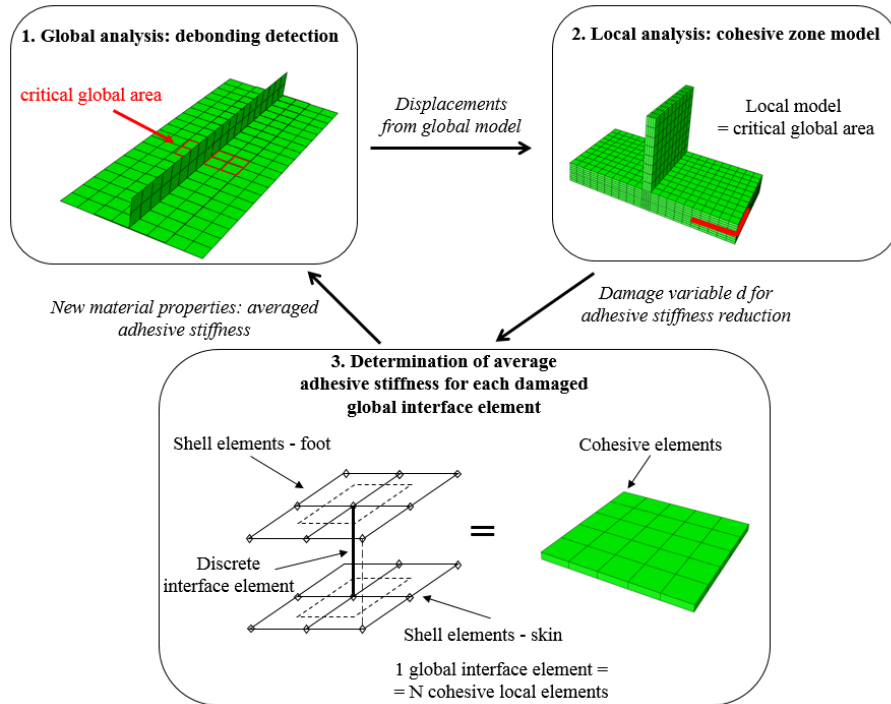 1. Global analysis: debonding detection
critical global area
Displacements
from global model
2. Local analysis: cohesive zone model
Local model
= critical global area
New material properties: averaged
adhesive stiffness
Damage variable d for
adhesive stiffness reduction
3. Determination of average
adhesive stiffness for each damaged
global interface element
Shell elements - foot
Cohesive elements
=
Discrete
interface element
Shell elements - skin
1 global interface element =
= N cohesive local elements